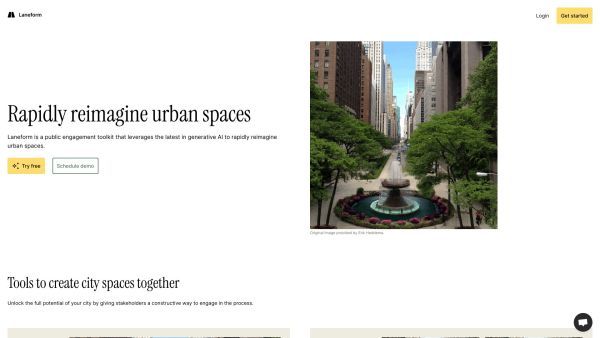 Laneform
Login
Get started
Rapidly reimagine urban spaces
Laneform is a public engagement toolkit that leverages the latest in generative AI to rapidly reimagine
urban spaces.
Try free
Schedule demo
Original image provided by Erik Hedelema.
Tools to create city spaces together
Unlock the full potential of your city by giving stakeholders a constructive way to engage in the process.